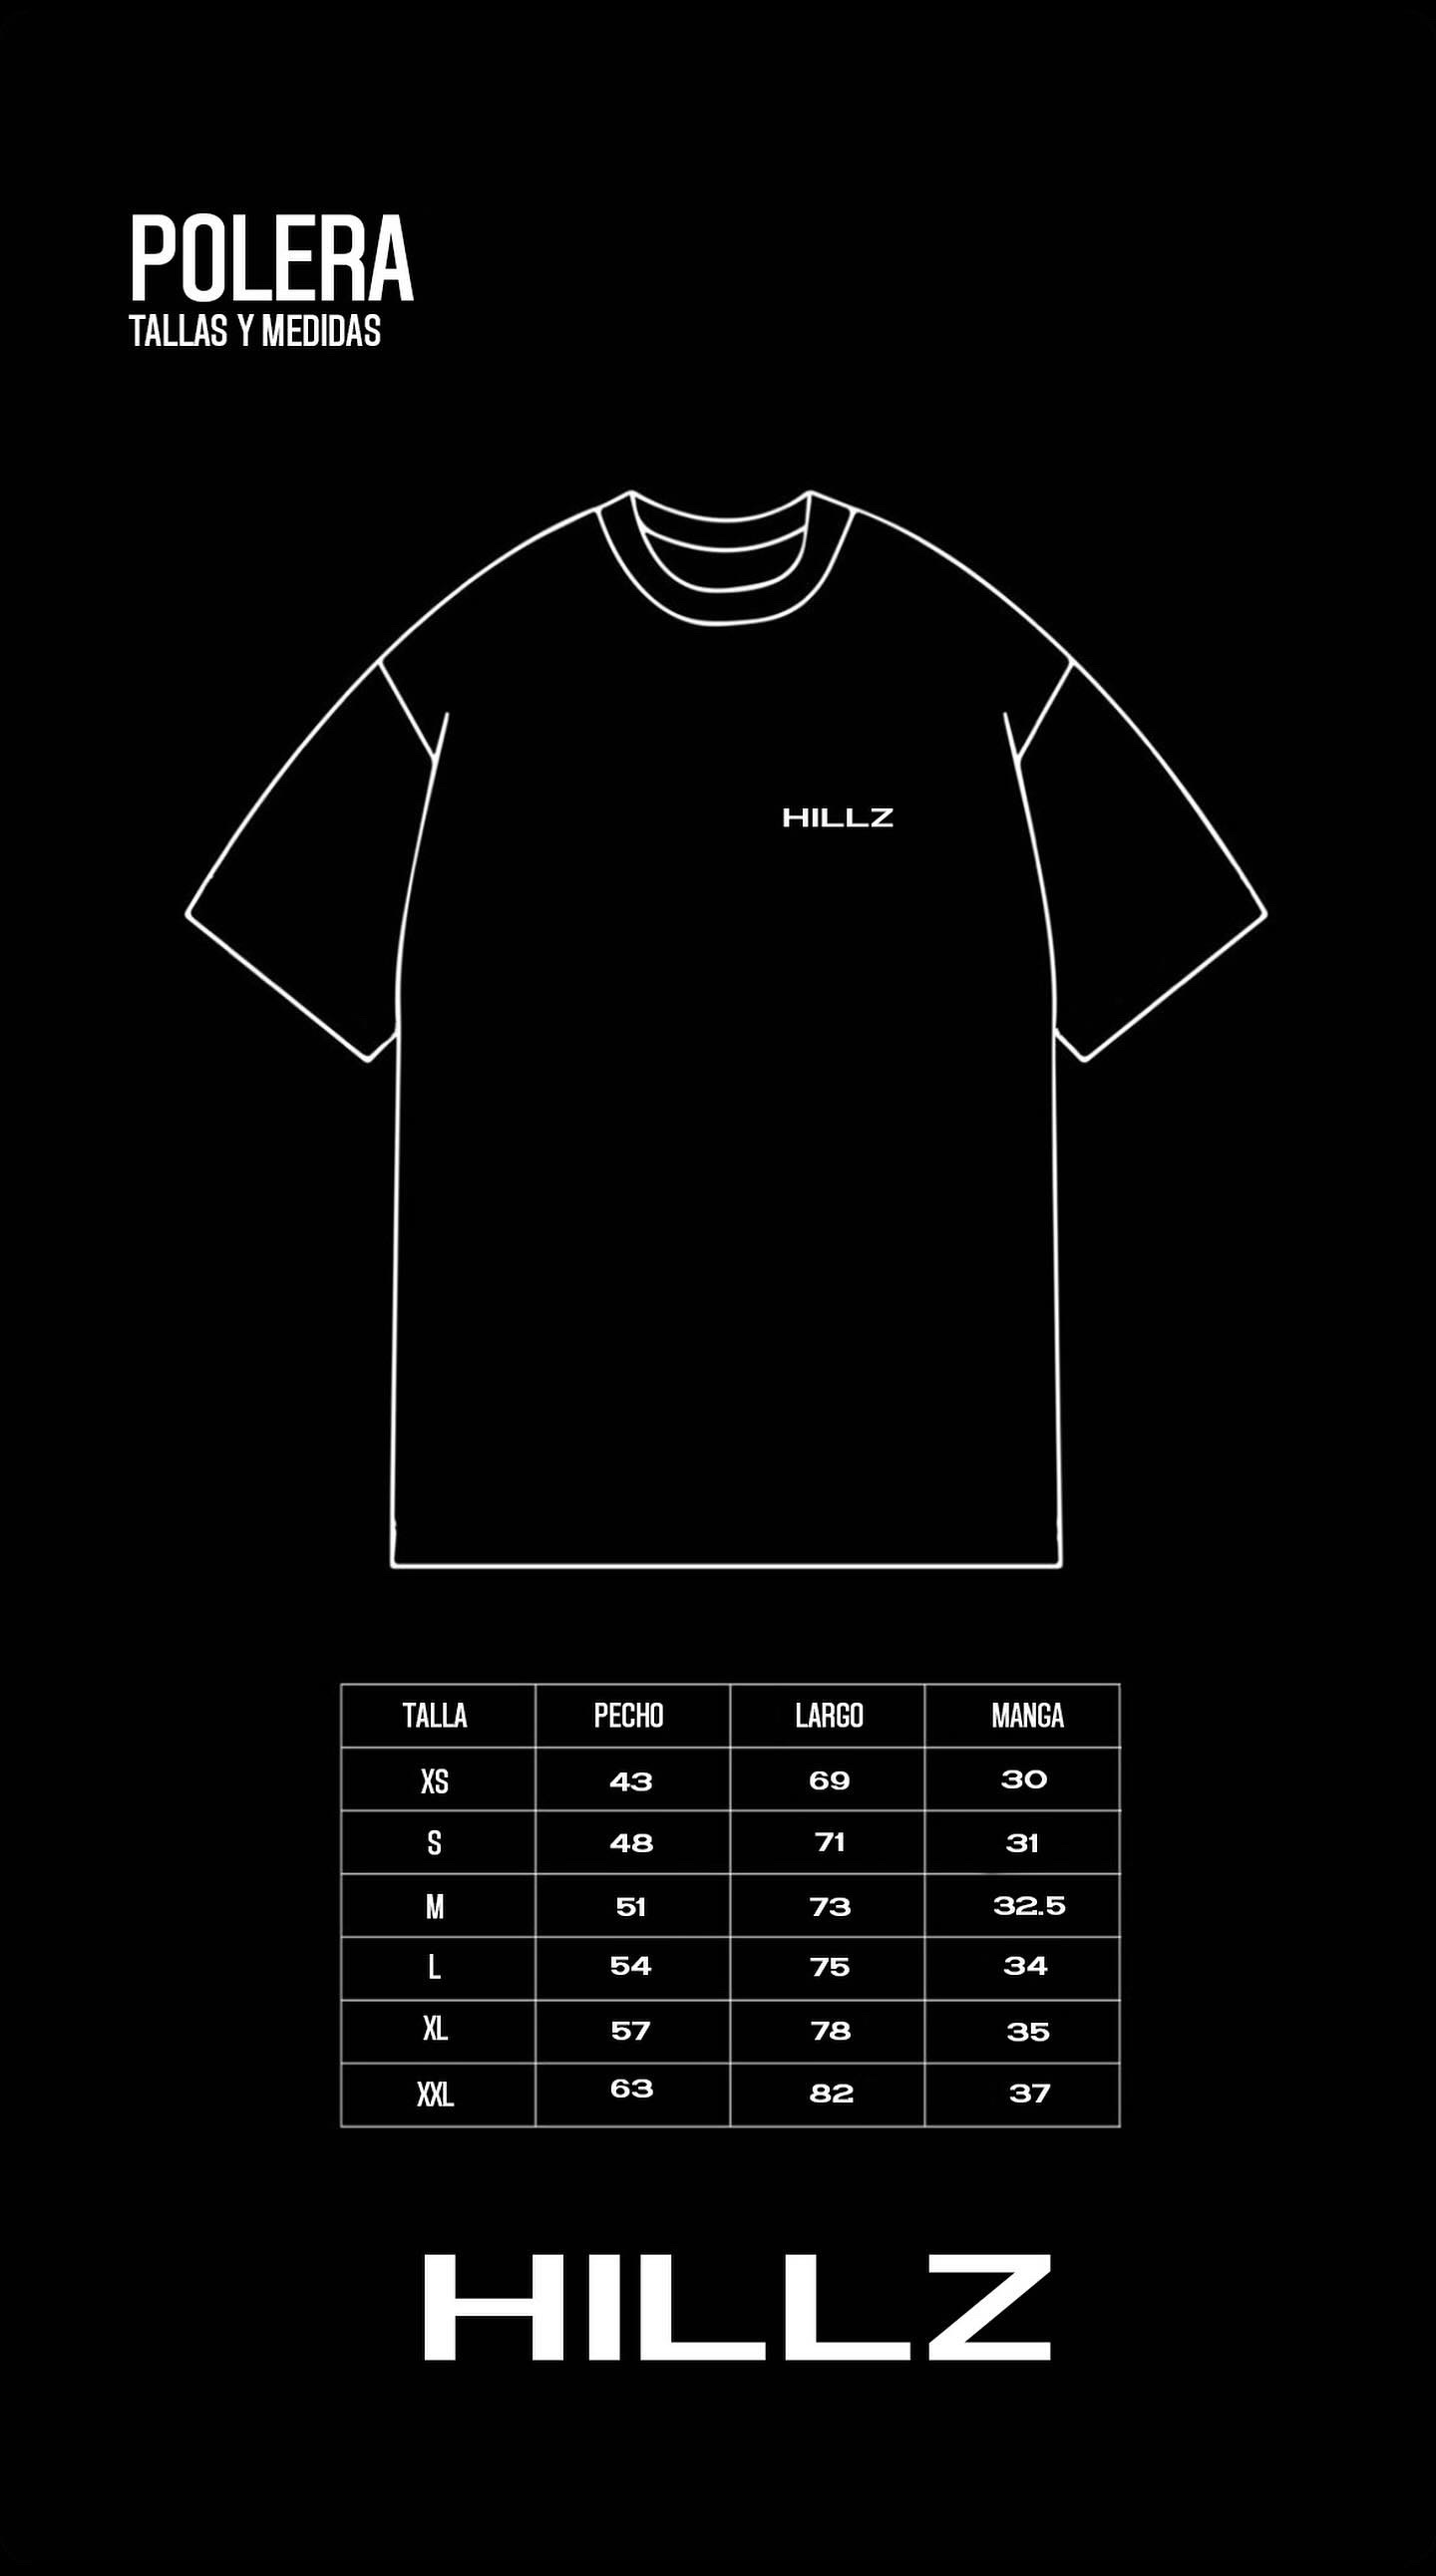 POLERA
TALLAS Y MEDIDAS
HILLZ
TALLA PECHO LARGO MANGA
XS 43 69 30
S 48 71 31
M 51 73 32.5
L 54 75 34
XL 57 78 35
XXL 63 82 37
HILLZ